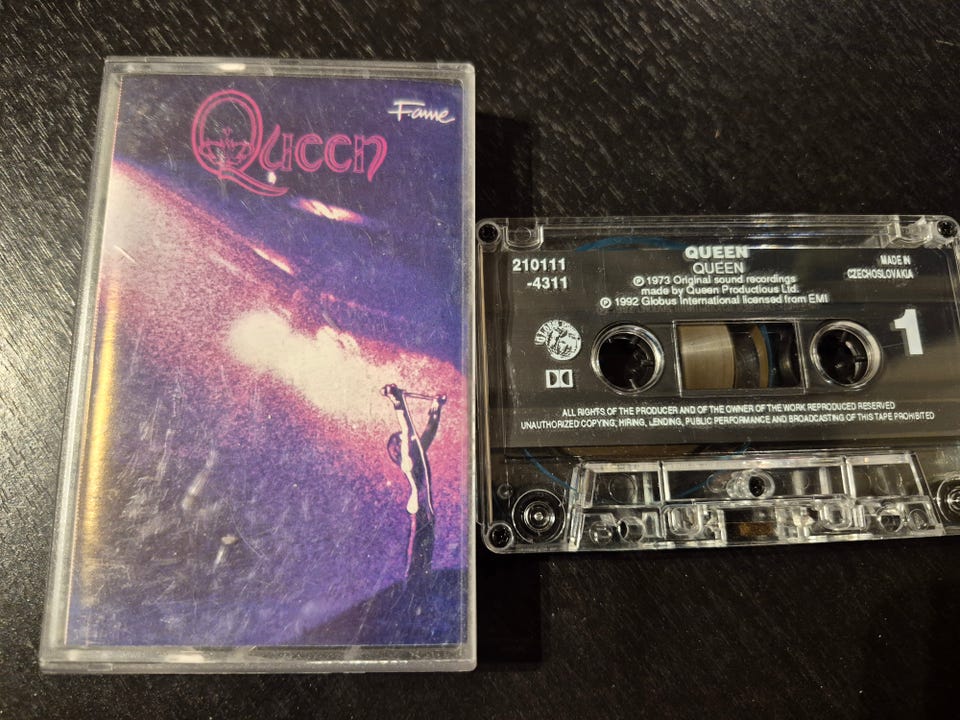 Queen
Fame
QUEEN
QUEEN
210111
-4311
℗ 1973 Original sound recordings
made by Queen Productious Ltd.
℗ 1992 Globus International licensed from EMI
MADE IN
CZECHOSLOVAKIA
1
ALL RIGHTS OF THE PRODUCER AND OF THE OWNER OF THE WORK REPRODUCED RESERVED
UNAUTHORIZED COPYING, HIRING, LENDING, PUBLIC PERFORMANCE AND BROADCASTING OF THIS TAPE PROHIBITED